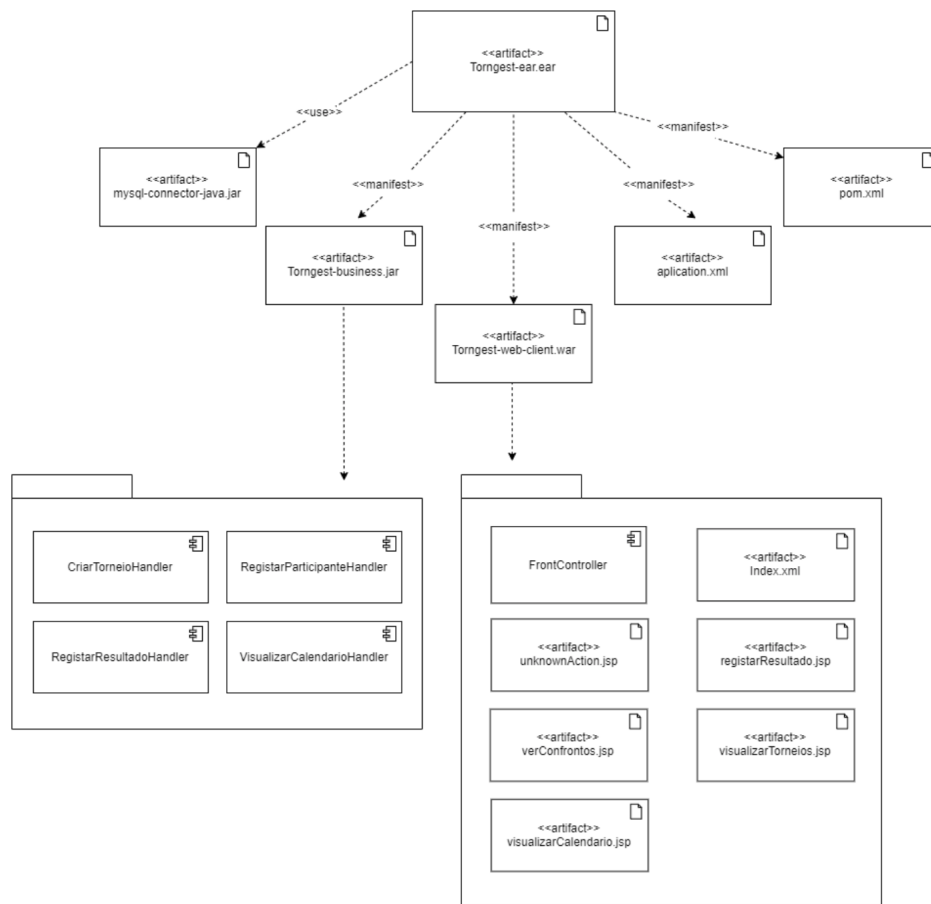 <<artifact>>
Torngest-ear.ear
<<use>>
<<manifest>>
<<artifact>>
mysql-connector-java.jar
<<manifest>>
<<manifest>>
<<artifact>>
pom.xml
<<manifest>>
<<artifact>>
Torngest-business.jar
<<artifact>>
aplication.xml
<<artifact>>
Torngest-web-client.war
CriarTorneioHandler
RegistarParticipanteHandler
RegistarResultadoHandler
VisualizarCalendarioHandler
FrontController
<<artifact>>
Index.xml
<<artifact>>
unknownAction.jsp
<<artifact>>
registarResultado.jsp
<<artifact>>
verConfrontos.jsp
<<artifact>>
visualizarTorneios.jsp
<<artifact>>
visualizarCalendario.jsp